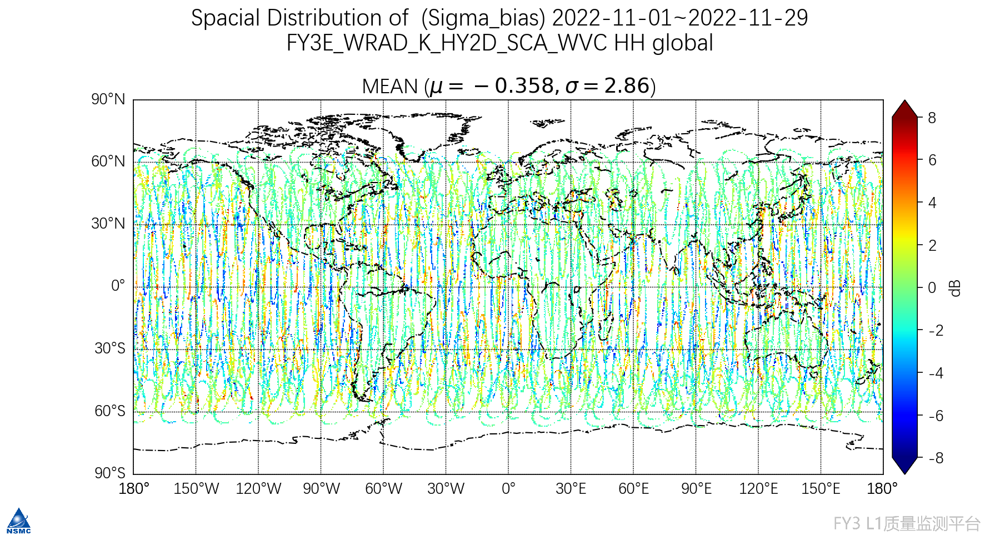 Spacial Distribution of  (Sigma_bias) 2022-11-01~2022-11-29
FY3E_WRAD_K_HY2D_SCA_WVC HH global
MEAN (μ = − 0.358, σ = 2.86)
90°N
60°N
30°N
0°
30°S
60°S
90°S
180° 150°W 120°W 90°W 60°W 30°W 0° 30°E 60°E 90°E 120°E 150°E 180°
8
6
4
2
0
-2
-4
-6
-8
dB
NSMC
FY3 L1质量监测平台